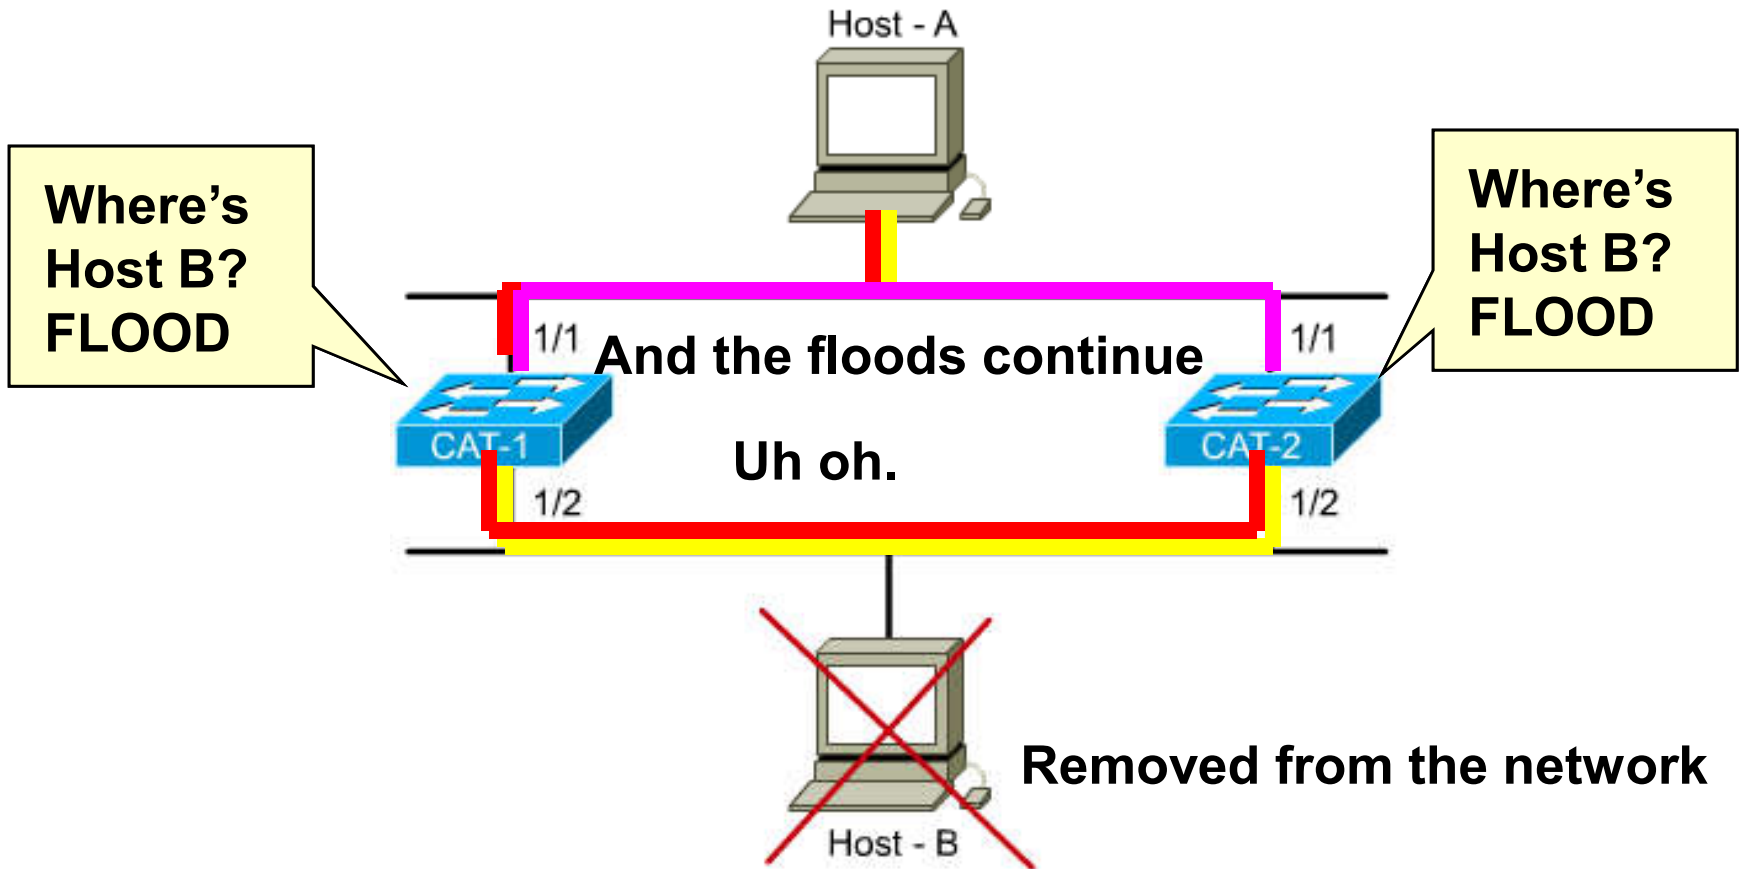 Host - A
Where’s
Host B?
FLOOD
Where’s
Host B?
FLOOD
1/1
And the floods continue
1/1
CAT-1
Uh oh.
CAT-2
1/2
1/2
Removed from the network
Host - B